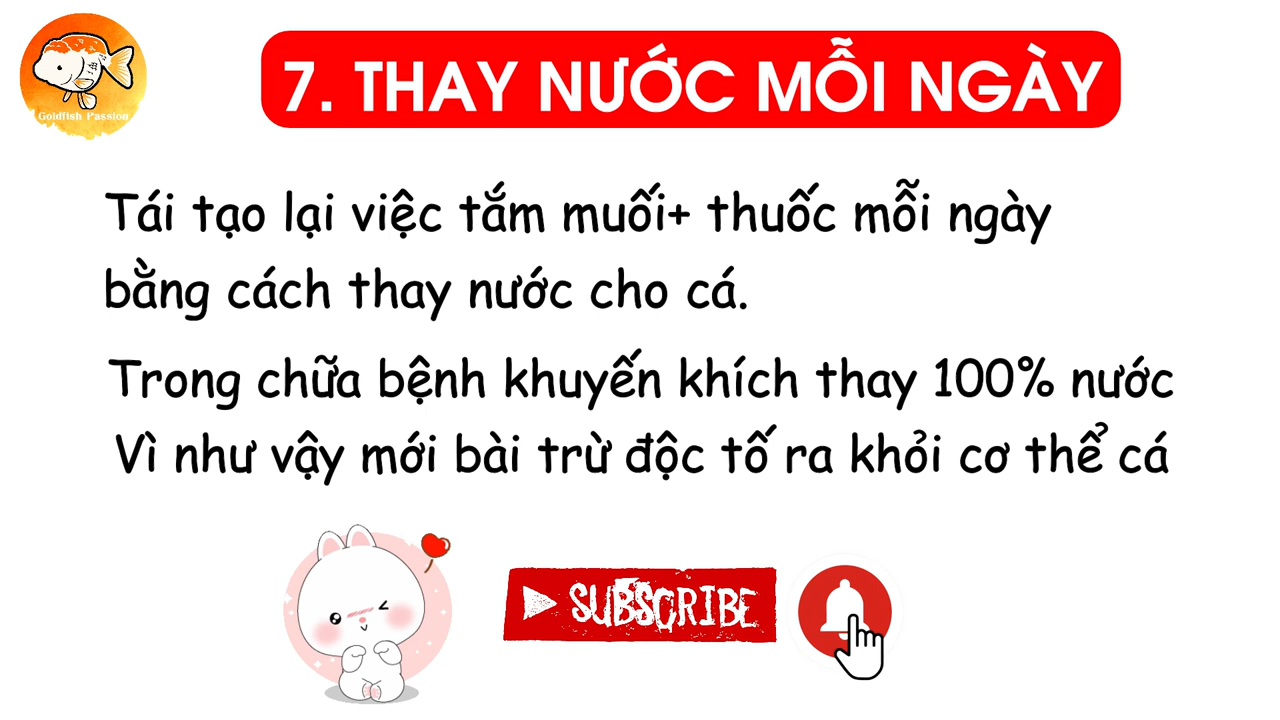 Goldfish Passion
7. THAY NƯỚC MỖI NGÀY
Tái tạo lại việc tắm muối+ thuốc mỗi ngày
bằng cách thay nước cho cá.
Trong chữa bệnh khuyến khích thay 100% nước
Vì như vậy mới bài trừ độc tố ra khỏi cơ thể cá
SUBSCRIBE